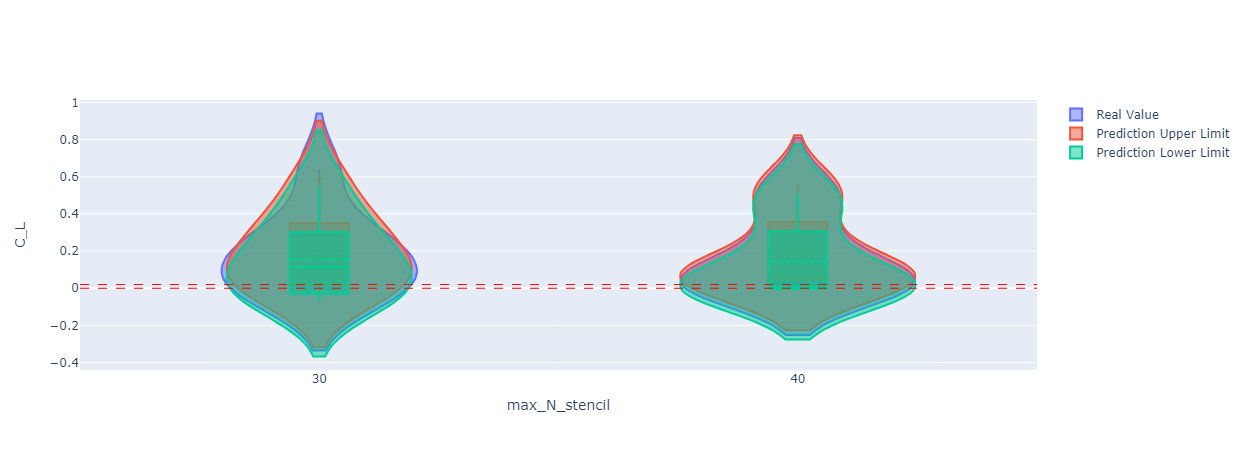 1
0.8
0.6
0.4
0.2
0
−0.2
−0.4
C_L
30
40
max_N_stencil
Real Value
Prediction Upper Limit
Prediction Lower Limit